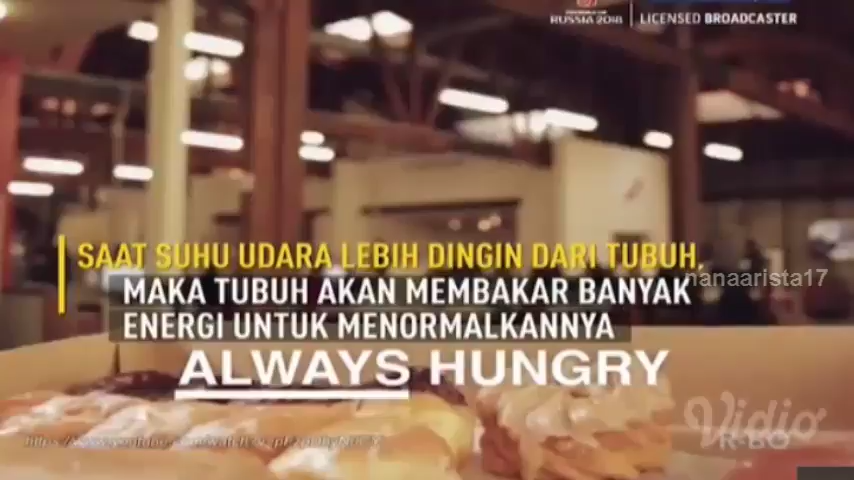 RUSSIA 2018
LICENSED BROADCASTER
SAAT SUHU UDARA LEBIH DINGIN DARI TUBUH,
nanaarista17
MAKA TUBUH AKAN MEMBAKAR BANYAK
ENERGI UNTUK MENORMALKANNYA
ALWAYS HUNGRY
Vidio
R-BO